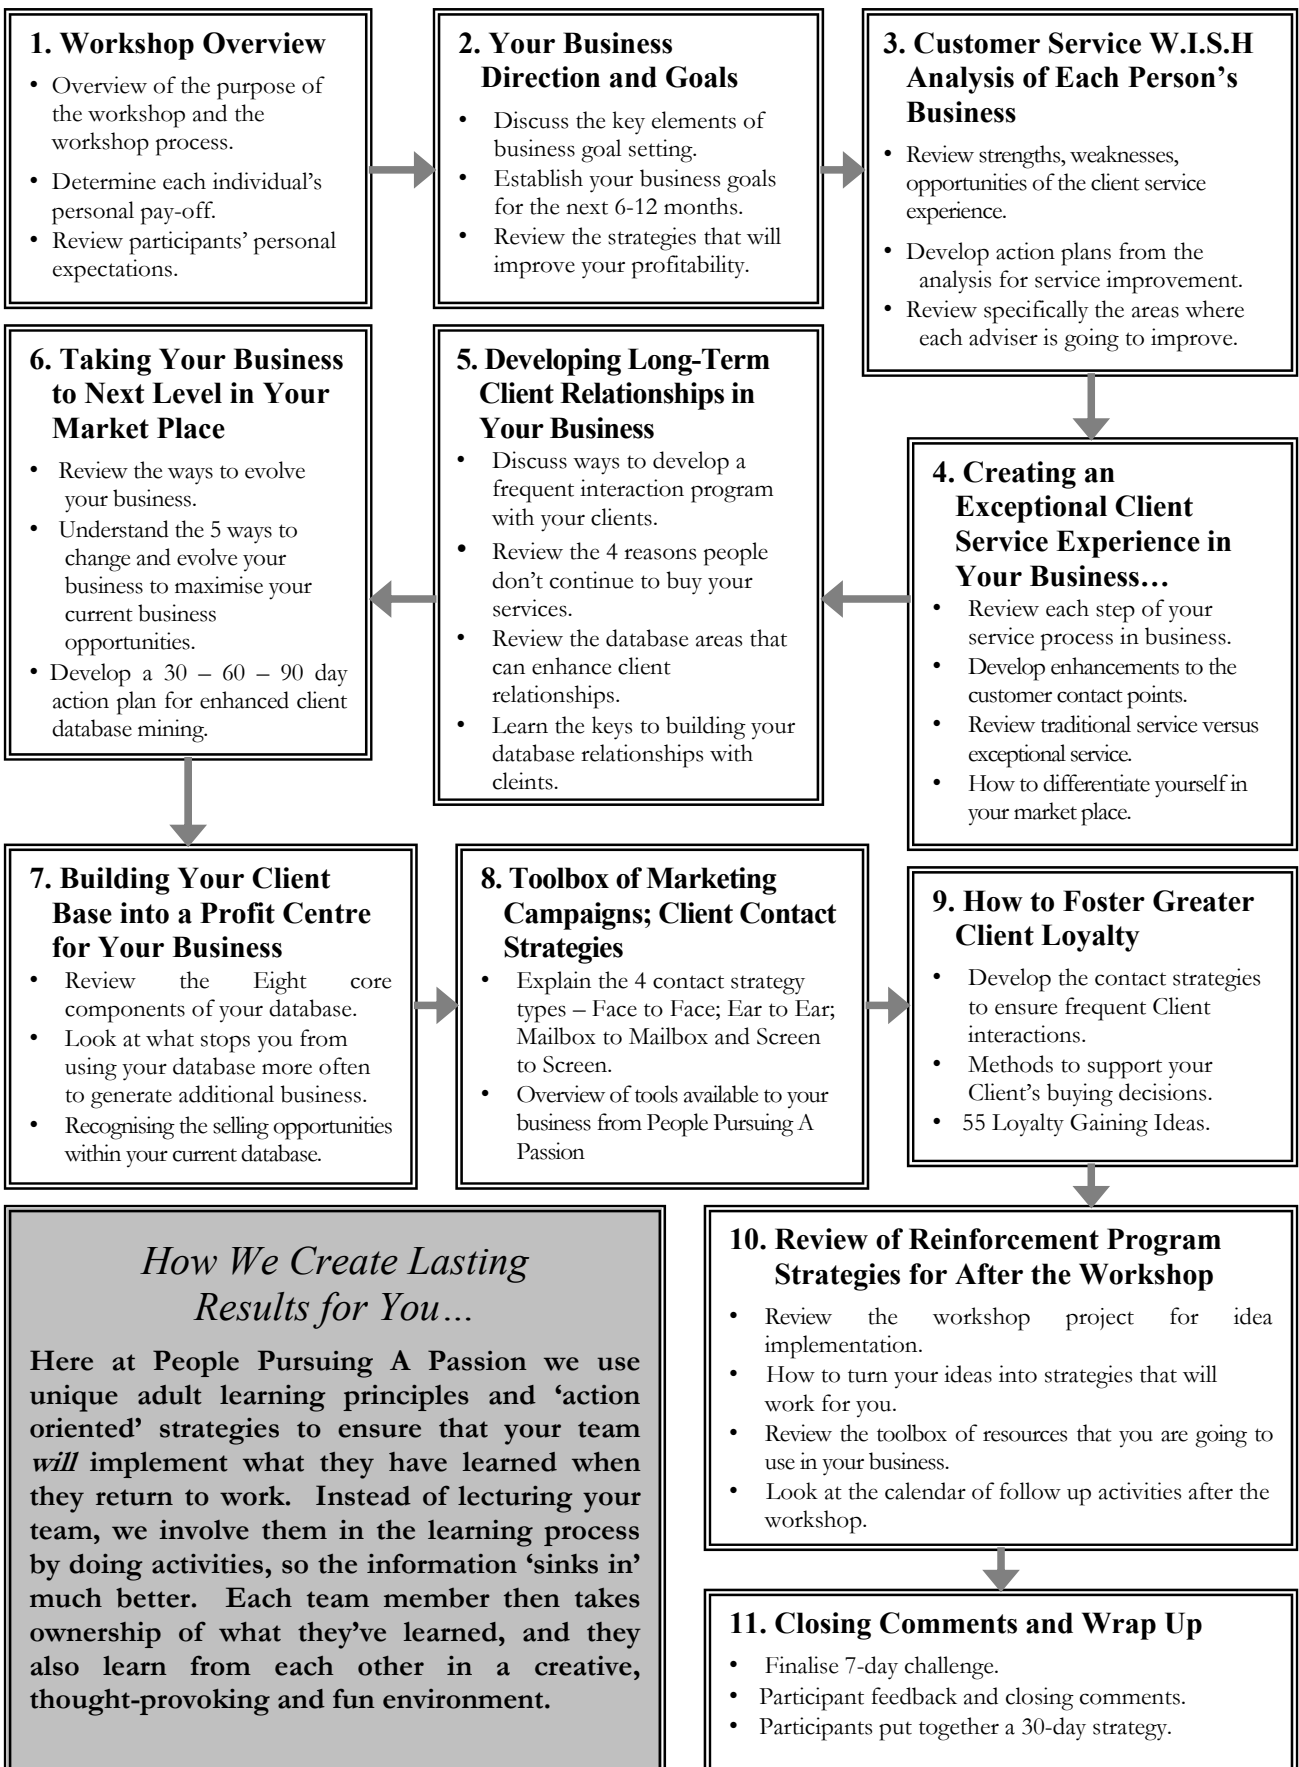 1. Workshop Overview
• Overview of the purpose of
the workshop and the
workshop process.
• Determine each individual’s
personal pay-off.
• Review participants’ personal
expectations.
2. Your Business
Direction and Goals
• Discuss the key elements of
business goal setting.
• Establish your business goals
for the next 6-12 months.
• Review the strategies that will
improve your profitability.
3. Customer Service W.I.S.H
Analysis of Each Person’s
Business
• Review strengths, weaknesses,
opportunities of the client service
experience.
• Develop action plans from the
analysis for service improvement.
• Review specifically the areas where
each adviser is going to improve.
4. Creating an
Exceptional Client
Service Experience in
Your Business…
• Review each step of your
service process in business.
• Develop enhancements to the
customer contact points.
• Review traditional service versus
exceptional service.
• How to differentiate yourself in
your market place.
5. Developing Long-Term
Client Relationships in
Your Business
• Discuss ways to develop a
frequent interaction program
with your clients.
• Review the 4 reasons people
don’t continue to buy your
services.
• Review the database areas that
can enhance client
relationships.
• Learn the keys to building your
database relationships with
cleints.
6. Taking Your Business
to Next Level in Your
Market Place
• Review the ways to evolve
your business.
• Understand the 5 ways to
change and evolve your
business to maximise your
current business
opportunities.
• Develop a 30 – 60 – 90 day
action plan for enhanced client
database mining.
7. Building Your Client
Base into a Profit Centre
for Your Business
• Review the Eight core
components of your database.
• Look at what stops you from
using your database more often
to generate additional business.
• Recognising the selling opportunities
within your current database.
8. Toolbox of Marketing
Campaigns; Client Contact
Strategies
• Explain the 4 contact strategy
types – Face to Face; Ear to Ear;
Mailbox to Mailbox and Screen
to Screen.
• Overview of tools available to your
business from People Pursuing A
Passion
9. How to Foster Greater
Client Loyalty
• Develop the contact strategies
to ensure frequent Client
interactions.
• Methods to support your
Client’s buying decisions.
• 55 Loyalty Gaining Ideas.
10. Review of Reinforcement Program
Strategies for After the Workshop
• Review the workshop project for idea
implementation.
• How to turn your ideas into strategies that will
work for you.
• Review the toolbox of resources that you are going to
use in your business.
• Look at the calendar of follow up activities after the
workshop.
11. Closing Comments and Wrap Up
• Finalise 7-day challenge.
• Participant feedback and closing comments.
• Participants put together a 30-day strategy.
How We Create Lasting
Results for You…
Here at People Pursuing A Passion we use
unique adult learning principles and ‘action
oriented’ strategies to ensure that your team
will implement what they have learned when
they return to work. Instead of lecturing your
team, we involve them in the learning process
by doing activities, so the information ‘sinks in’
much better. Each team member then takes
ownership of what they’ve learned, and they
also learn from each other in a creative,
thought-provoking and fun environment.